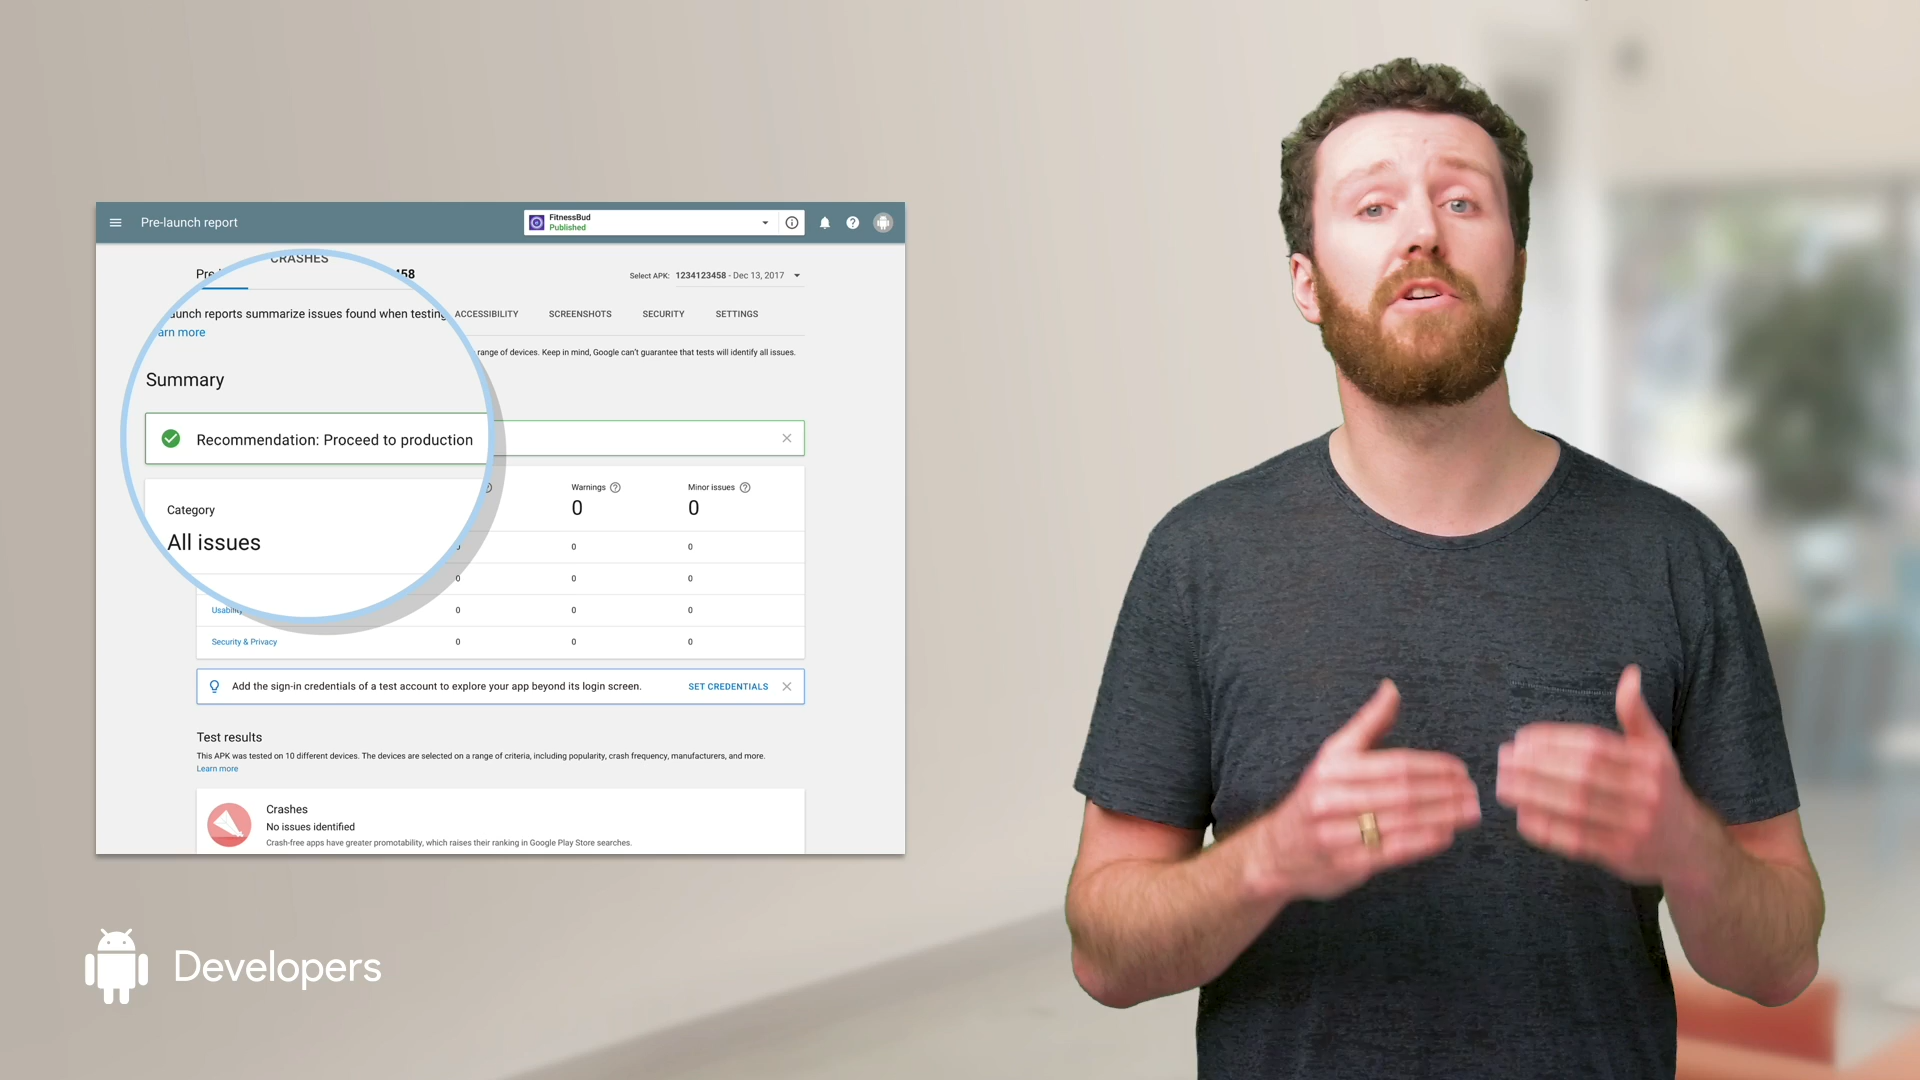 Pre-launch report
FitnessBud
Published
CRASHES
458
Select APK: 1234123458 - Dec 13, 2017
launch reports summarize issues found when testing
ACCESSIBILITY SCREENSHOTS SECURITY SETTINGS
arn more
range of devices. Keep in mind, Google can't guarantee that tests will identify all issues.
Summary
Recommendation: Proceed to production
Category
Warnings Minor issues
0 0
All issues
0 0
0 0 0
Usability 0 0 0
Security & Privacy 0 0 0
Add the sign-in credentials of a test account to explore your app beyond its login screen. SET CREDENTIALS
Test results
This APK was tested on 10 different devices. The devices are selected on a range of criteria, including popularity, crash frequency, manufacturers, and more.
Learn more
Crashes
No issues identified
Crash-free apps have greater promotability, which raises their ranking in Google Play Store searches.
Developers